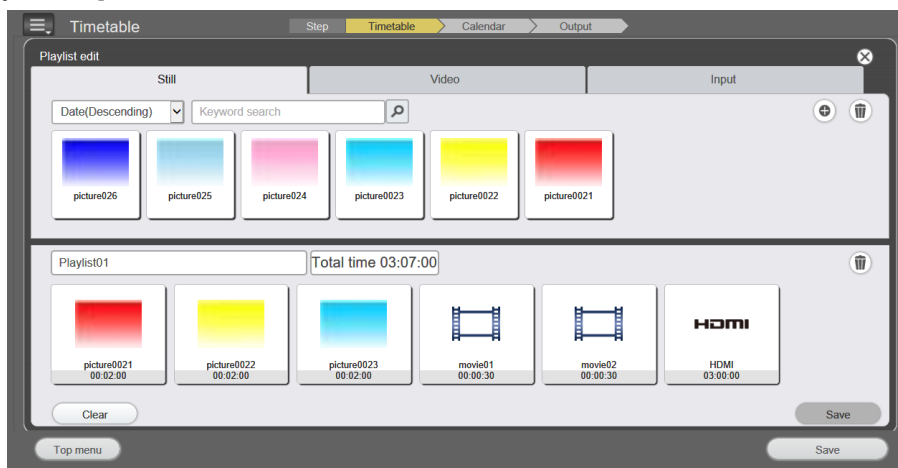 Timetable
Step Timetable Calendar Output
Playlist edit
Still Video Input
Date(Descending) Keyword search
picture026 picture025 picture024 picture0023 picture0022 picture0021
Playlist01 Total time 03:07:00
HDMI
picture0021 picture0022 picture0023 movie01 movie02 HDMI
00:02:00 00:02:00 00:02:00 00:00:30 00:00:30 03:00:00
Clear Save
Top menu Save